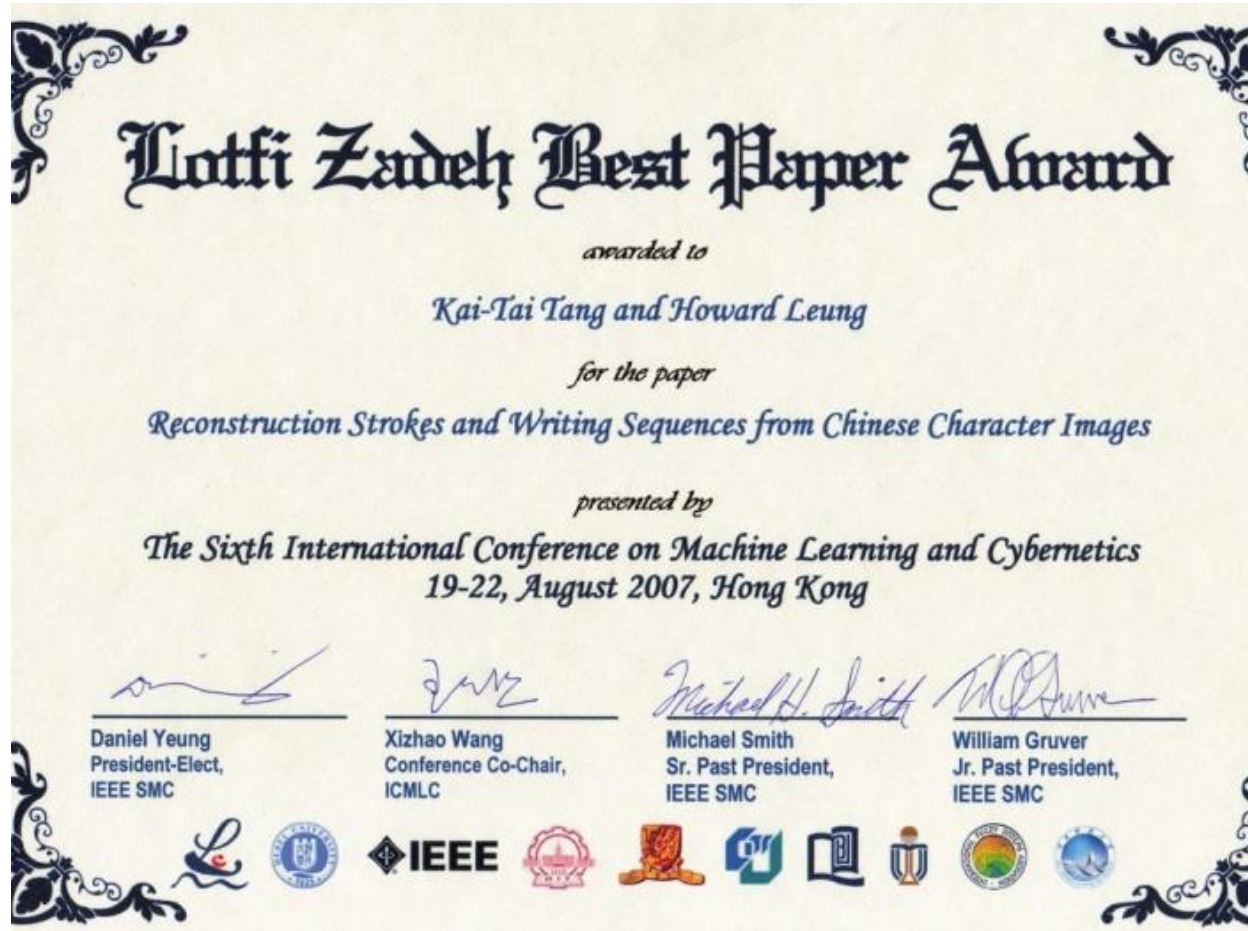 Lotfi Zadeh Best Paper Award
awarded to
Kai-Tai Tang and Howard Leung
for the paper
Reconstruction Strokes and Writing Sequences from Chinese Character Images
presented by
The Sixth International Conference on Machine Learning and Cybernetics
19-22, August 2007, Hong Kong
Michael H. Smith
Daniel Yeung
President-Elect,
IEEE SMC
Xizhao Wang
Conference Co-Chair,
ICMLC
Michael Smith
Sr. Past President,
IEEE SMC
William Gruver
Jr. Past President,
IEEE SMC
IEEE